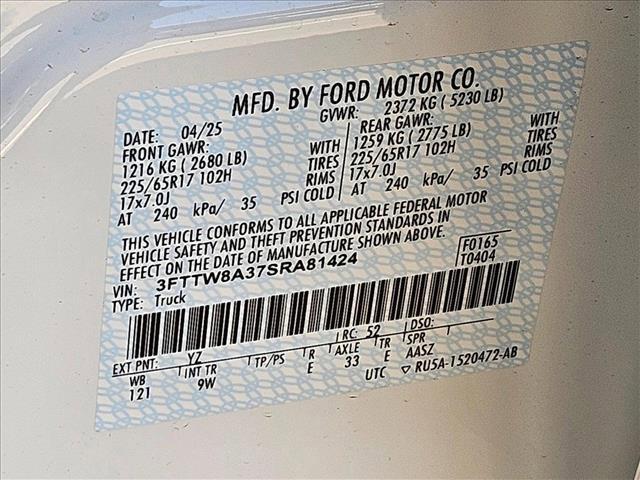 MFD. BY FORD MOTOR CO.
DATE: 04/25 GVWR: 2372 KG ( 5230 LB)
FRONT GAWR: REAR GAWR:
1216 KG ( 2680 LB) WITH 1259 KG ( 2775 LB) WITH
225/65R17 102H TIRES 225/65R17 102H TIRES
17x7.0J RIMS 17x7.0J RIMS
AT 240 kPa/ 35 PSI COLD AT 240 kPa/ 35 PSI COLD
THIS VEHICLE CONFORMS TO ALL APPLICABLE FEDERAL MOTOR
VEHICLE SAFETY AND THEFT PREVENTION STANDARDS IN
EFFECT ON THE DATE OF MANUFACTURE SHOWN ABOVE.
VIN: 3FTTW8A37SRA81424 F0165
TYPE: Truck T0404
EXT PNT: YZ RC: 52 DSO:
WB INT TR TP/PS R AXLE TR SPR
121 9W E 33 E AASZ
UTC ▽ RU5A-1520472-AB